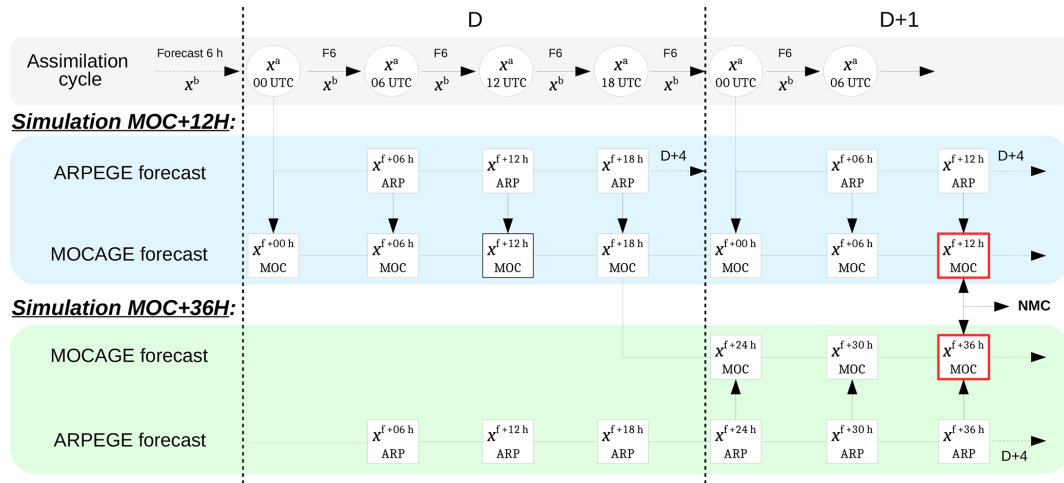 D
D+1
Assimilation
cycle
Forecast 6 h
x^b
x^a
00 UTC
F6
x^b
x^a
06 UTC
F6
x^b
x^a
12 UTC
F6
x^b
x^a
18 UTC
F6
x^b
x^a
00 UTC
F6
x^b
x^a
06 UTC
Simulation MOC+12H:
ARPEGE forecast
x^f +06 h
ARP
x^f +12 h
ARP
x^f +18 h
ARP
D+4
x^f +06 h
ARP
x^f +12 h
ARP
D+4
MOCAGE forecast
x^f +00 h
MOC
x^f +06 h
MOC
x^f +12 h
MOC
x^f +18 h
MOC
x^f +00 h
MOC
x^f +06 h
MOC
x^f +12 h
MOC
Simulation MOC+36H:
NMC
MOCAGE forecast
x^f +24 h
MOC
x^f +30 h
MOC
x^f +36 h
MOC
ARPEGE forecast
x^f +06 h
ARP
x^f +12 h
ARP
x^f +18 h
ARP
x^f +24 h
ARP
x^f +30 h
ARP
x^f +36 h
ARP
D+4